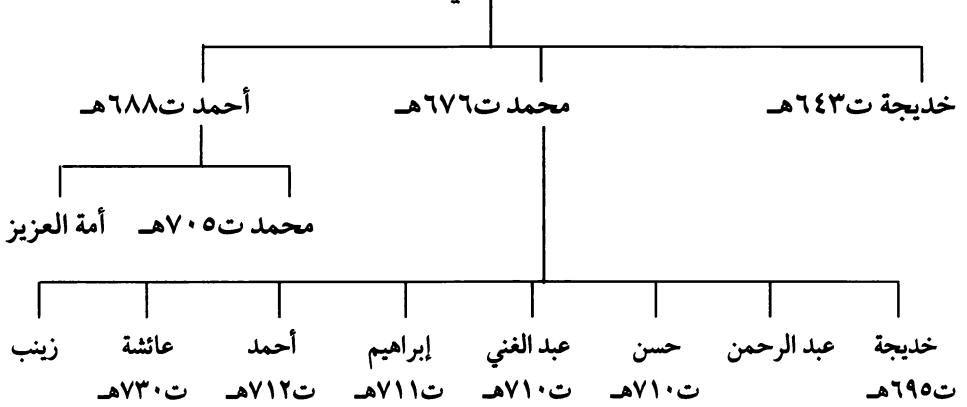 خديجة ت٦٤٣هـ محمد ت٦٧٦هـ أحمد ت٦٨٨هـ
محمد ت٧٠٥هـ أمة العزيز
خديجة عبد الرحمن حسن عبد الغني إبراهيم أحمد عائشة زينب
ت٦٩٥هـ ت٧١٠هـ ت٧١٠هـ ت٧١١هـ ت٧١٢هـ ت٧٣٠هـ